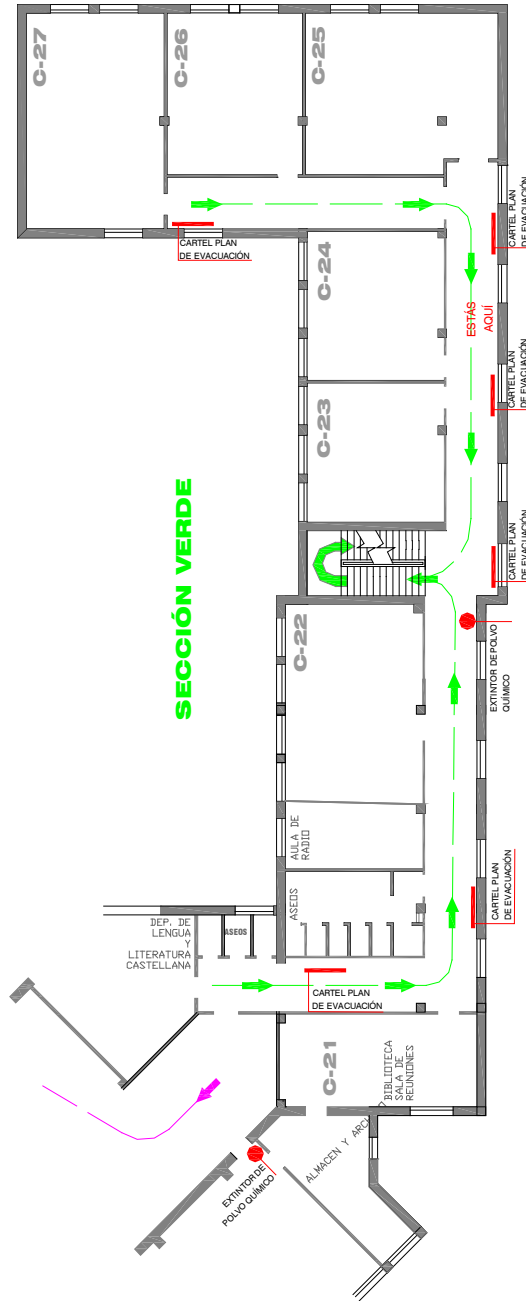 C-27
C-26
C-25
CARTEL PLAN
DE EVACUACIÓN
CARTEL PLAN
DE EVACUACIÓN
C-24
ESTÁS
AQUÍ
C-23
CARTEL PLAN
DE EVACUACIÓN
SECCIÓN VERDE
CARTEL PLAN
DE EVACUACIÓN
C-22
EXTINTOR DE POLVO
QUÍMICO
AULA DE
RADIO
ASEOS
CARTEL PLAN
DE EVACUACIÓN
DEP. DE
LENGUA
Y
LITERATURA
CASTELLANA
ASEOS
CARTEL PLAN
DE EVACUACIÓN
C-21
BIBLIOTECA
SALA DE
REUNIONES
ALMACEN Y
EXTINTOR DE
POLVO QUÍMICO